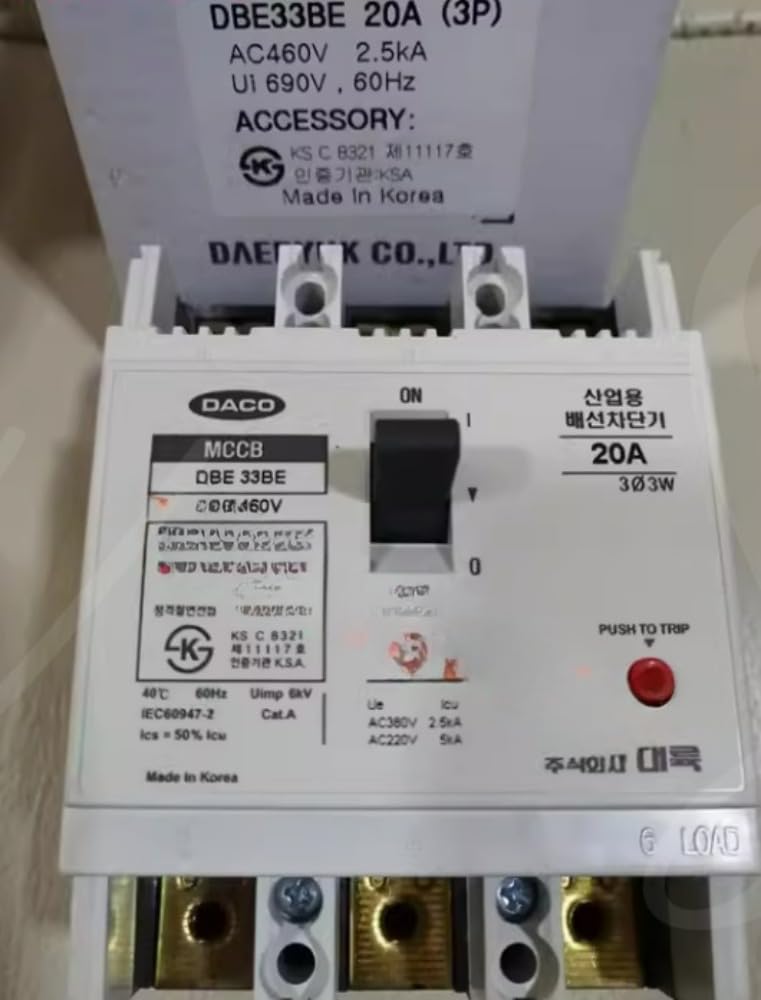 DBE33BE 20A (3P)
AC460V 2.5kA
Ui 690V , 60Hz
ACCESSORY:
KS C 8321 제11117호
인증기관:KSA
Made In Korea
CO.,LTD
DACO
MCCB
DBE 33BE
460V
KS C 8321
제11117호
인증기관 K.S.A.
40℃ 60Hz Uimp 6kV
IEC60947-2 Cat.A
Ics = 50% Icu
Made in Korea
ON
I
O
Ue Icu
AC380V 2.5kA
AC220V 5kA
산업용
배선차단기
20A
3Ø3W
PUSH TO TRIP
주식회사 대륙
LOAD